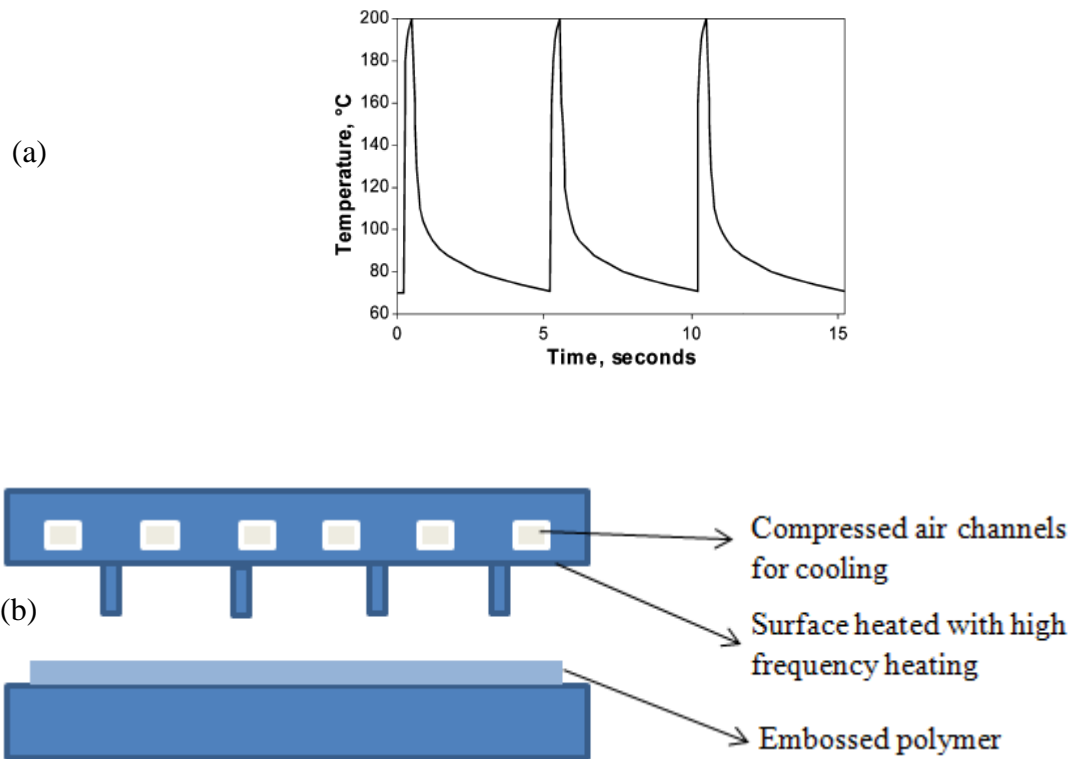 (a)
Temperature, °C
200
180
160
140
120
100
80
60
0
5
10
15
Time, seconds
(b)
Compressed air channels
for cooling
Surface heated with high
frequency heating
Embossed polymer